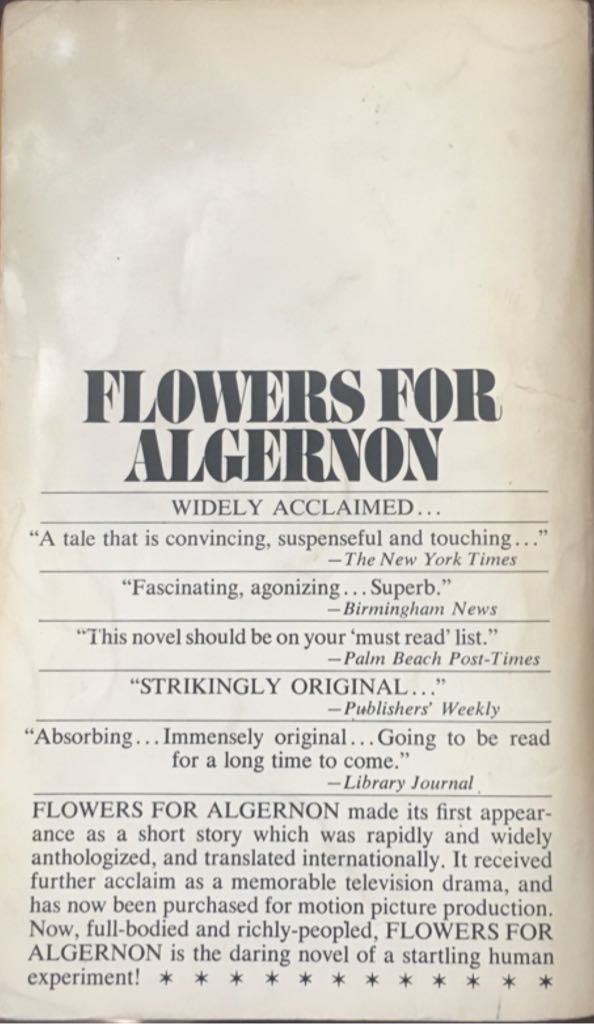 FLOWERS FOR
ALGERNON
WIDELY ACCLAIMED...
“A tale that is convincing, suspenseful and touching...”
—The New York Times
“Fascinating, agonizing...Superb.”
—Birmingham News
“This novel should be on your ‘must read’ list.”
—Palm Beach Post-Times
“STRIKINGLY ORIGINAL...”
—Publishers’ Weekly
“Absorbing...Immensely original...Going to be read
for a long time to come.”
—Library Journal
FLOWERS FOR ALGERNON made its first appear-
ance as a short story which was rapidly and widely
anthologized, and translated internationally. It received
further acclaim as a memorable television drama, and
has now been purchased for motion picture production.
Now, full-bodied and richly-peopled, FLOWERS FOR
ALGERNON is the daring novel of a startling human
experiment! * * * * * * * * * * * *